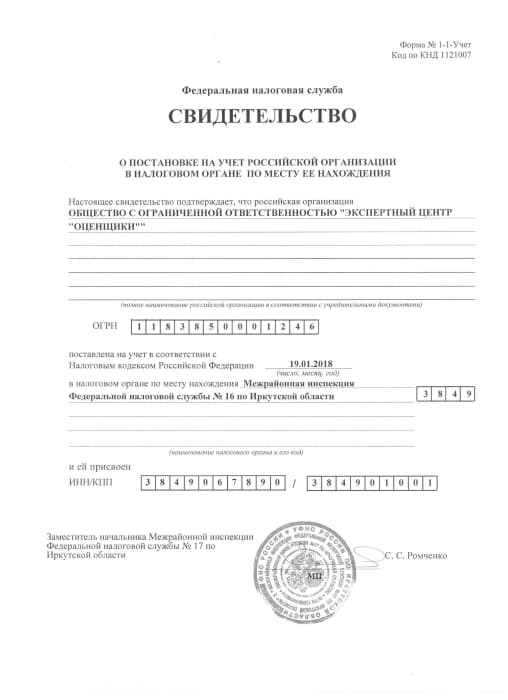 Форма № 1-1-Учет
Код по КНД 1121007
Федеральная налоговая служба
СВИДЕТЕЛЬСТВО
О ПОСТАНОВКЕ НА УЧЕТ РОССИЙСКОЙ ОРГАНИЗАЦИИ
В НАЛОГОВОМ ОРГАНЕ ПО МЕСТУ ЕЕ НАХОЖДЕНИЯ
Настоящее свидетельство подтверждает, что российская организация
ОБЩЕСТВО С ОГРАНИЧЕННОЙ ОТВЕТСТВЕННОСТЬЮ "ЭКСПЕРТНЫЙ ЦЕНТР
"ОЦЕНЩИКИ""
(полное наименование российской организации в соответствии с учредительными документами)
ОГРН 1 1 8 3 8 5 0 0 0 1 2 4 6
поставлена на учет в соответствии с
Налоговым кодексом Российской Федерации 19.01.2018
(число, месяц, год)
в налоговом органе по месту нахождения Межрайонная инспекция
Федеральной налоговой службы № 16 по Иркутской области 3 8 4 9
(наименование налогового органа и его код)
и ей присвоен
ИНН/КПП 3 8 4 9 0 6 7 8 9 0 / 3 8 4 9 0 1 0 0 1
Заместитель начальника Межрайонной инспекции
Федеральной налоговой службы № 17 по
Иркутской области
МП
С. С. Ромченко